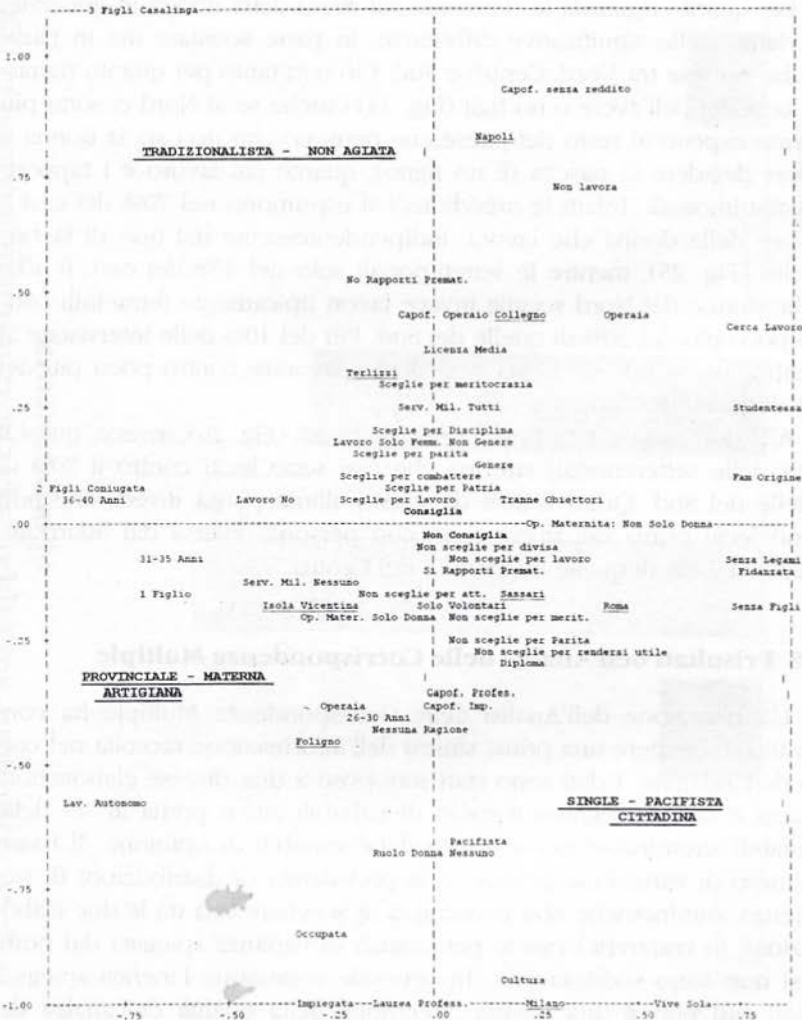 3 Figli Casalinga
1.00
Capof. senza reddito
Napoli
TRADIZIONALISTA - NON AGIATA
.75
Non lavora
.50
No Rapporti Premat.
Capof. Operaio Collegno Operaia
Cerca Lavoro
Licenza Media
Terlizzi
Sceglie per meritocrazia
.25 Serv. Mil. Tutti Studentessa
Sceglie per Disciplina
Lavoro Solo Femm. Non Genere
Sceglie per parita
Genere
Sceglie per combattere Fam Origine
2 Figli Coniugata Sceglie per Patria
36-40 Anni Lavoro No Sceglie er lavoro Tranne Obiettori
Consiglia
.00 Op. Maternita: Non Solo Donna
Non Consiglia
Non sceglie per divisa
31-35 Anni Non sceglie per lavoro Senza Legami
Si Rapporti Premat. Fidanzata
Serv. Mil. Nessuno
1 Figlio Non sceglie per att. Sassari
Isola Vicentina Solo Volontari Roma Senza Figli
Op. Mater. Solo Donna Non sceglie per merit.
-.25 Non sceglie per Parita
Non sceglie per rendersi utile
Diploma
PROVINCIALE - MATERNA
ARTIGIANA
Capof. Profes.
Operaia Capof. Imp.
26-30 Anni
Nessuna Ragione
Foligno
-.50
Lav. Autonomo SINGLE - PACIFISTA
CITTADINA
Pacifista
Ruolo Donna Nessuno
-.75
Occupata
Cultura
-1.00 Impiegata Laurea Profess. Milano Vive Sola
-.75 -.50 -.25 .00 .25 .50 .75